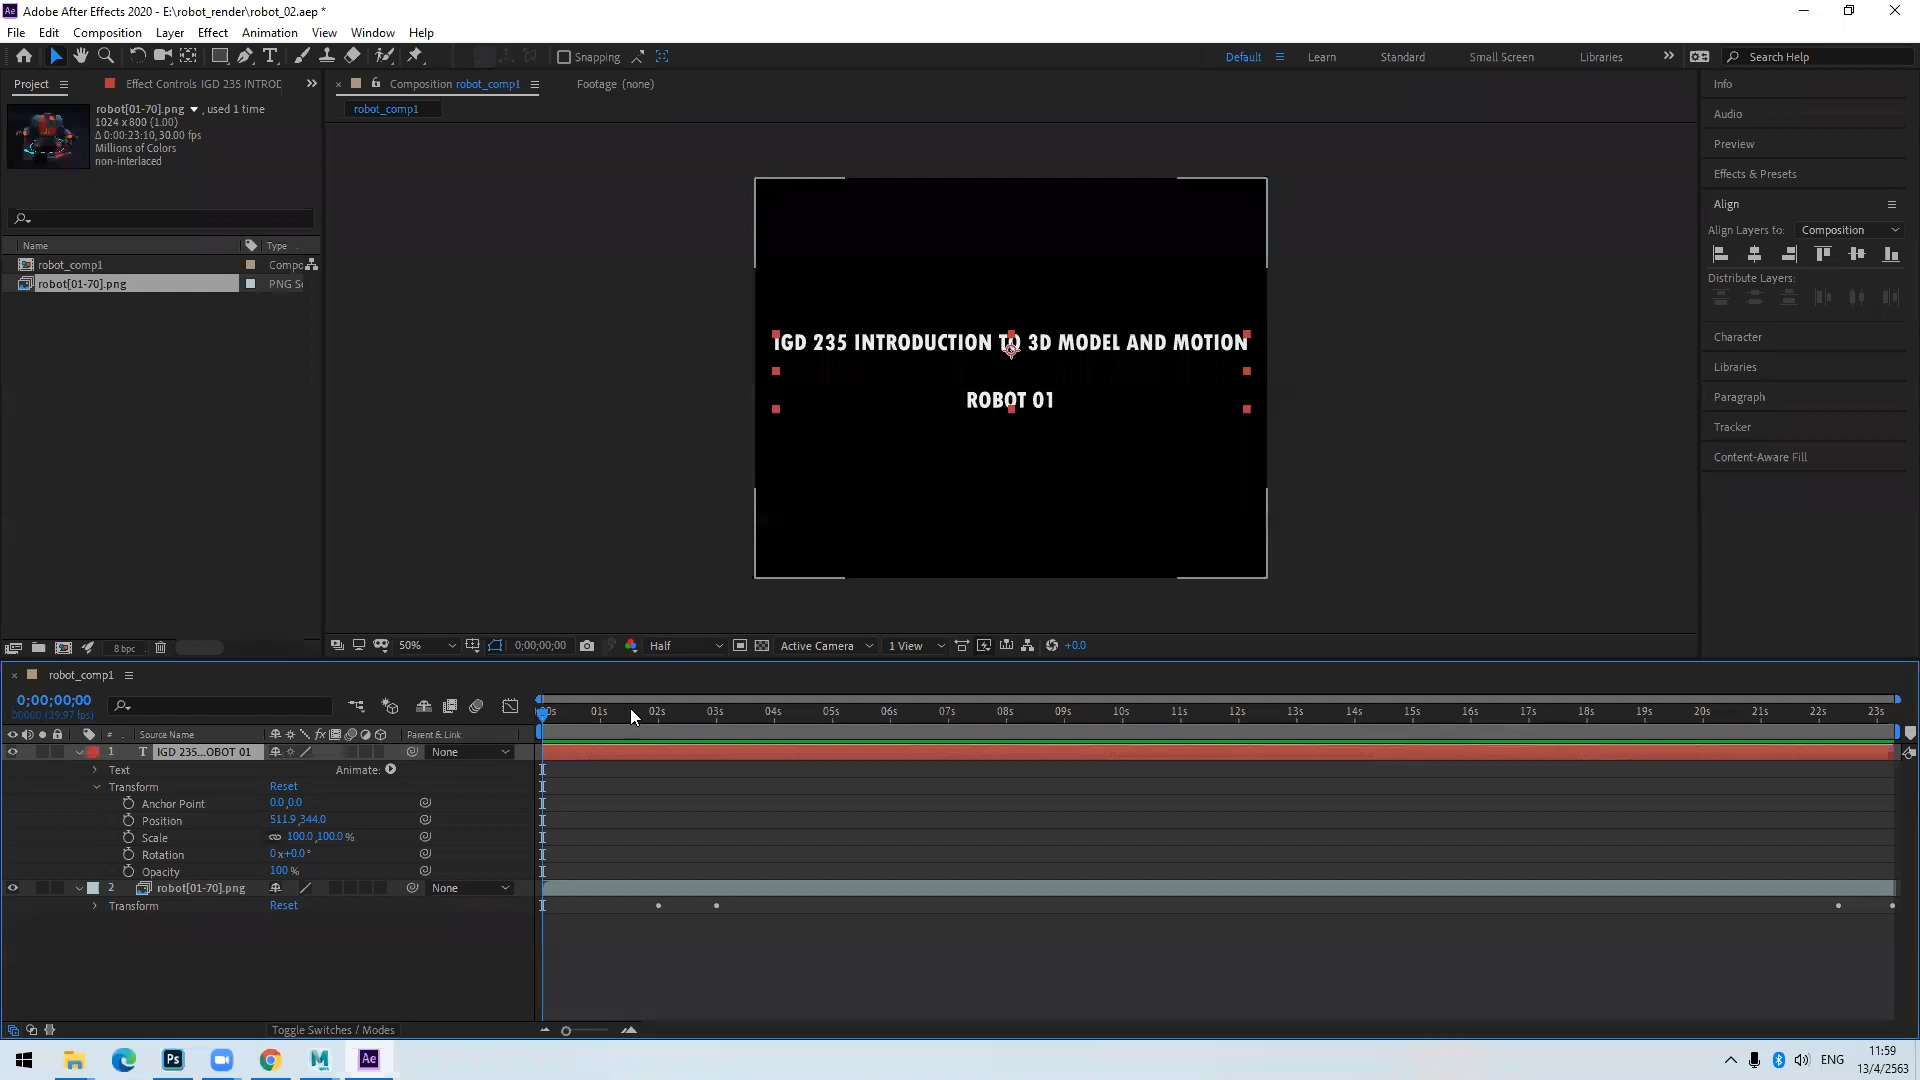 Adobe After Effects 2020 - E:\robot_render\robot_02.aep *
File Edit Composition Layer Effect Animation View Window Help
Snapping Default Learn Standard Small Screen Libraries Search Help
Project Effect Controls IGD 235 INTROD
Composition robot_comp1 Footage (none)
robot_comp1
robot[01-70].png , used 1 time
1024 x 800 (1.00)
Δ 0:00:23:10, 30.00 fps
Millions of Colors
non-interlaced
Name Type
robot_comp1 Compo
robot[01-70].png PNG Se
IGD 235 INTRODUCTION TO 3D MODEL AND MOTION
ROBOT 01
Info
Audio
Preview
Effects & Presets
Align
Align Layers to: Composition
Distribute Layers:
Character
Libraries
Paragraph
Tracker
Content-Aware Fill
8 bpc
50% 0;00;00;00 Half Active Camera 1 View +0.0
robot_comp1
0;00;00;00
00000 (29.97 fps)
:00s 01s 02s 03s 04s 05s 06s 07s 08s 09s 10s 11s 12s 13s 14s 15s 16s 17s 18s 19s 20s 21s 22s 23s
# Source Name Parent & Link
1 T IGD 235...OBOT 01 None
Text Animate:
Transform Reset
Anchor Point 0.0,0.0
Position 511.9,344.0
Scale 100.0,100.0 %
Rotation 0x+0.0°
Opacity 100 %
2 robot[01-70].png None
Transform Reset
Toggle Switches / Modes
ENG
11:59
13/4/2563